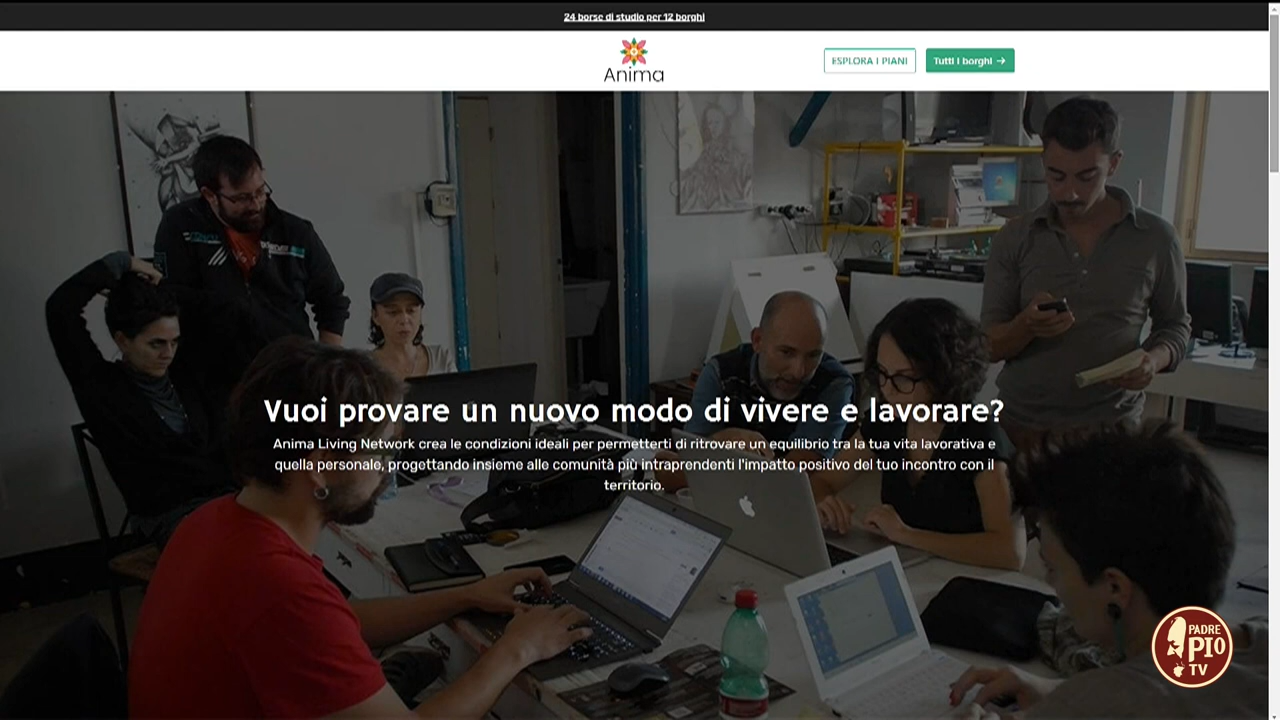 24 borse di studio per 12 borghi
Anima
ESPLORA I PIANI
Tutti i borghi →
Vuoi provare un nuovo modo di vivere e lavorare?
Anima Living Network crea le condizioni ideali per permetterti di ritrovare un equilibrio tra la tua vita lavorativa e
quella personale, progettando insieme alle comunità più intraprendenti l'impatto positivo del tuo incontro con il
territorio.
PADRE
PIO
TV